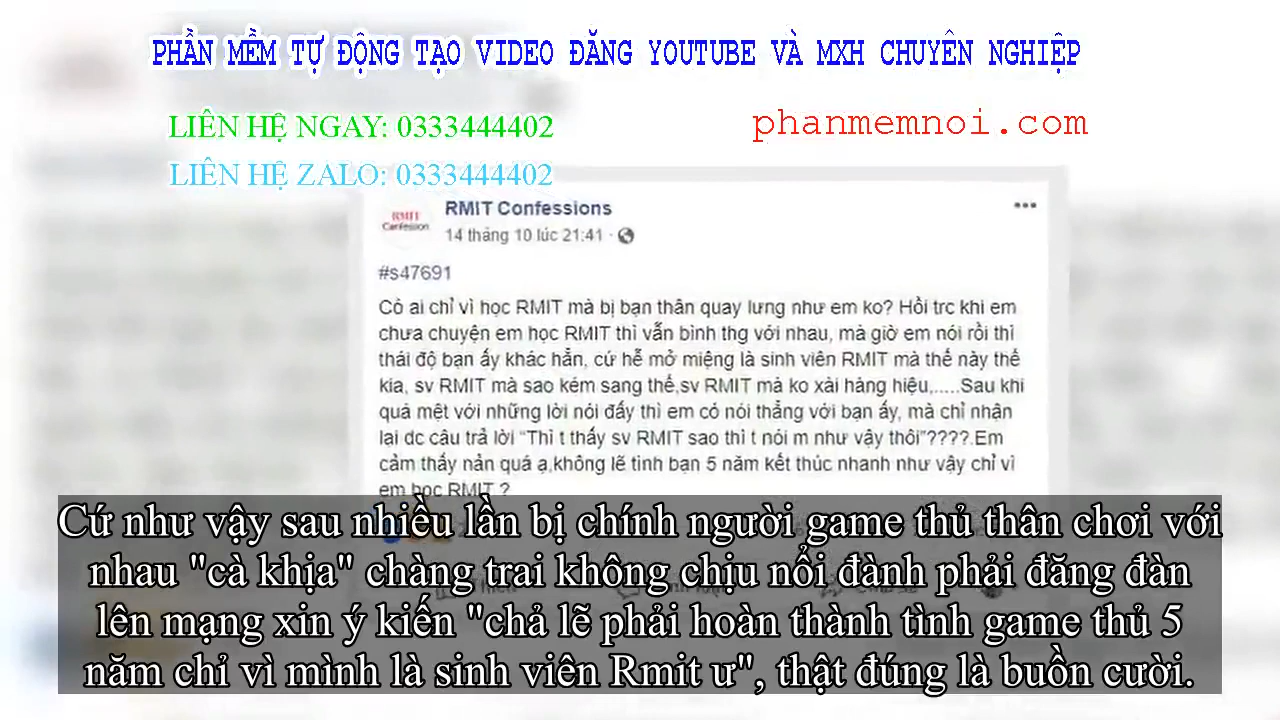 PHẦN MỀM TỰ ĐỘNG TẠO VIDEO ĐĂNG YOUTUBE VÀ MXH CHUYÊN NGHIỆP
LIÊN HỆ NGAY: 0333444402
phanmemnoi.com
LIÊN HỆ ZALO: 0333444402
RMIT Confession
RMIT Confessions
14 tháng 10 lúc 21:41
#s47691
Có ai chỉ vì học RMIT mà bị bạn thân quay lưng như em ko? Hồi trc khi em
chưa chuyện em học RMIT thì vẫn bình thg với nhau, mà giờ em nói rồi thì
thái độ bạn ấy khác hẳn, cứ hễ mở miệng là sinh viên RMIT mà thế này thế
kia, sv RMIT mà sao kém sang thế,sv RMIT mà ko xài hàng hiệu,.....Sau khi
quá mệt với những lời nói đấy thì em có nói thẳng với bạn ấy, mà chỉ nhận
lại dc câu trả lời "Thì t thấy sv RMIT sao thì t nói m như vậy thôi"????.Em
cảm thấy nản quá ạ,không lẽ tình bạn 5 năm kết thúc nhanh như vậy chỉ vì
em học RMIT ?
Cứ như vậy sau nhiều lần bị chính người game thủ thân chơi với
nhau "cà khịa" chàng trai không chịu nổi đành phải đăng đàn
lên mạng xin ý kiến "chả lẽ phải hoàn thành tình game thủ 5
năm chỉ vì mình là sinh viên Rmit ư", thật đúng là buồn cười.